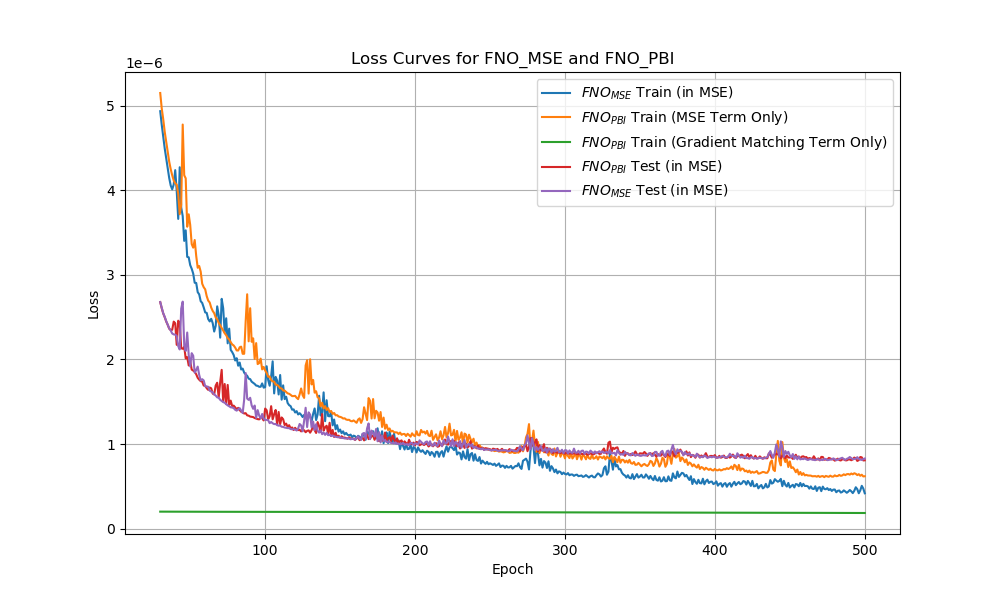 Loss Curves for FNO_MSE and FNO_PBI
1e−6
FNO_MSE Train (in MSE)
FNO_PBI Train (MSE Term Only)
FNO_PBI Train (Gradient Matching Term Only)
FNO_PBI Test (in MSE)
FNO_MSE Test (in MSE)
5
4
3
2
1
0
Loss
100 200 300 400 500
Epoch